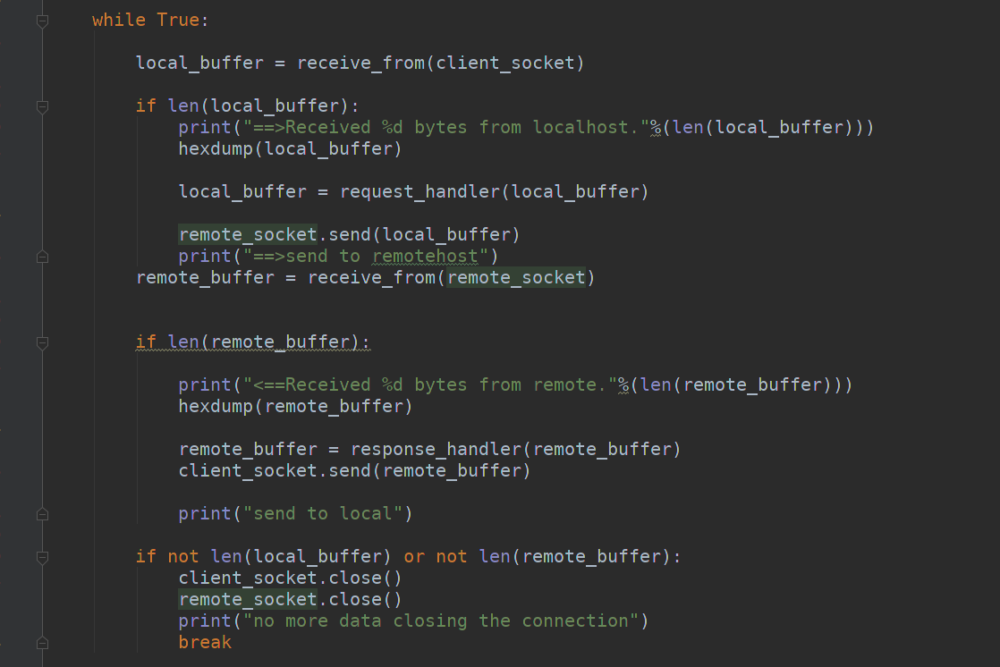 while True:
local_buffer = receive_from(client_socket)
if len(local_buffer):
print("==>Received %d bytes from localhost."%(len(local_buffer)))
hexdump(local_buffer)
local_buffer = request_handler(local_buffer)
remote_socket.send(local_buffer)
print("==>send to remotehost")
remote_buffer = receive_from(remote_socket)
if len(remote_buffer):
print("<==Received %d bytes from remote."%(len(remote_buffer)))
hexdump(remote_buffer)
remote_buffer = response_handler(remote_buffer)
client_socket.send(remote_buffer)
print("send to local")
if not len(local_buffer) or not len(remote_buffer):
client_socket.close()
remote_socket.close()
print("no more data closing the connection")
break